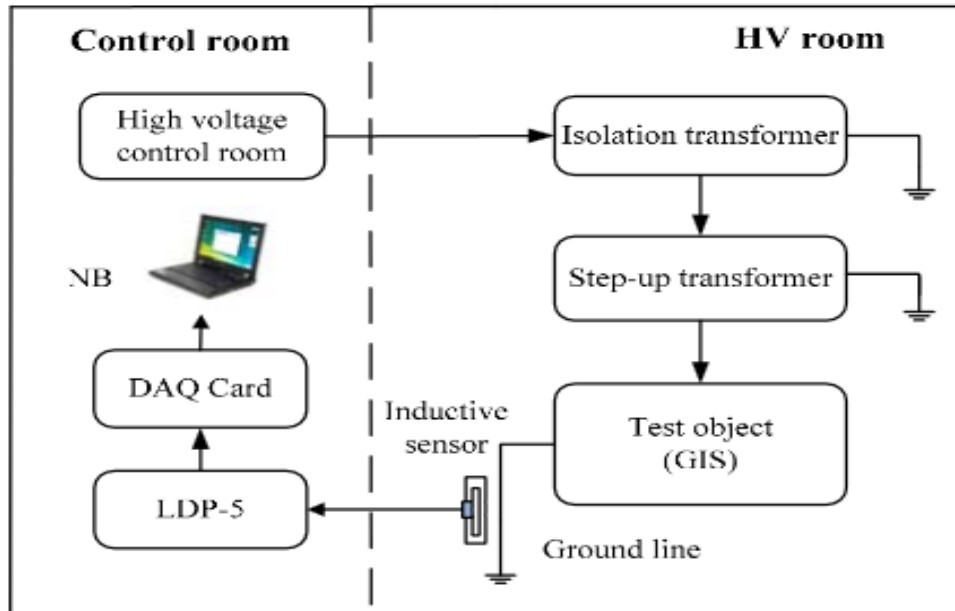 Control room
HV room
High voltage
control room
Isolation transformer
NB
Step-up transformer
DAQ Card
Inductive
sensor
Test object
(GIS)
LDP-5
Ground line